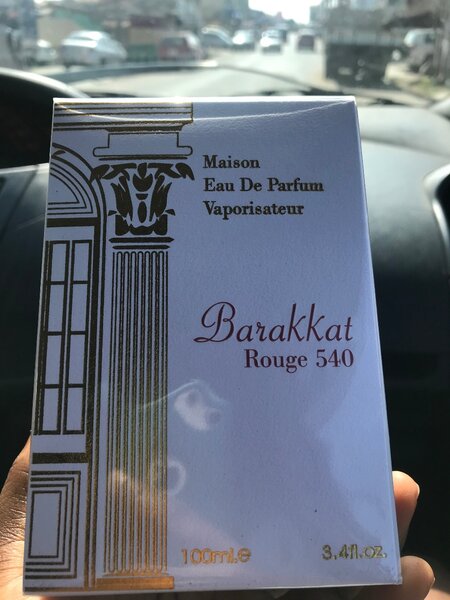 Maison
Eau De Parfum
Vaporisateur
Barakkat
Rouge 540
100ml.e 3.4fl.oz.